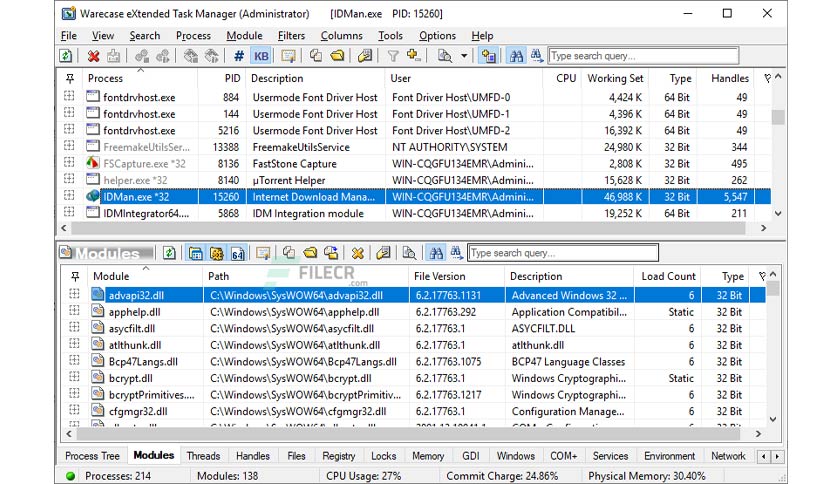 Warecase eXtended Task Manager (Administrator) [IDMan.exe PID: 15260]
File View Search Process Module Filters Columns Tools Options Help
# KB Type search query...
Process PID Description User CPU Working Set Type Handles
fontdrvhost.exe 884 Usermode Font Driver Host Font Driver Host\UMFD-0 4,424 K 64 Bit 49
fontdrvhost.exe 144 Usermode Font Driver Host Font Driver Host\UMFD-1 4,396 K 64 Bit 49
fontdrvhost.exe 5216 Usermode Font Driver Host Font Driver Host\UMFD-2 16,392 K 64 Bit 49
FreemakeUtilsSer... 13388 FreemakeUtilsService NT AUTHORITY\SYSTEM 24,980 K 32 Bit 344
FSCapture.exe *32 8136 FastStone Capture WIN-CQGFU134EMR\Admini... 2,808 K 32 Bit 495
helper.exe *32 8140 µTorrent Helper WIN-CQGFU134EMR\Admini... 15,628 K 32 Bit 262
IDMan.exe *32 15260 Internet Download Mana... WIN-CQGFU134EMR\Admini... 46,988 K 32 Bit 5,547
IDMIntegrator64.... 5868 IDM Integration module WIN-CQGFU134EMR\Admini... 19,252 K 64 Bit 211
Modules 32 64 Type search query...
FILECR .com
Module Path File Version Description Load Count Type
advapi32.dll C:\Windows\SysWOW64\advapi32.dll 6.2.17763.1131 Advanced Windows 32 ... 6 32 Bit
apphelp.dll C:\Windows\SysWOW64\apphelp.dll 6.2.17763.292 Application Compatibil... Static 32 Bit
asycfilt.dll C:\Windows\SysWOW64\asycfilt.dll 6.2.17763.1 ASYCFILT.DLL 6 32 Bit
atlthunk.dll C:\Windows\SysWOW64\atlthunk.dll 6.2.17763.1 atlthunk.dll 6 32 Bit
Bcp47Langs.dll C:\Windows\SysWOW64\Bcp47Langs.dll 6.2.17763.1075 BCP47 Language Classes 6 32 Bit
bcrypt.dll C:\Windows\SysWOW64\bcrypt.dll 6.2.17763.1 Windows Cryptographi... Static 32 Bit
bcryptPrimitives.... C:\Windows\SysWOW64\bcryptPrimitiv... 6.2.17763.1217 Windows Cryptographi... 6 32 Bit
cfgmgr32.dll C:\Windows\SysWOW64\cfgmgr32.dll 6.2.17763.1 Configuration Manage... 6 32 Bit
Process Tree Modules Threads Handles Files Registry Locks Memory GDI Windows COM+ Services Environment Network
Processes: 214 Modules: 138 CPU Usage: 27% Commit Charge: 24.86% Physical Memory: 30.40%